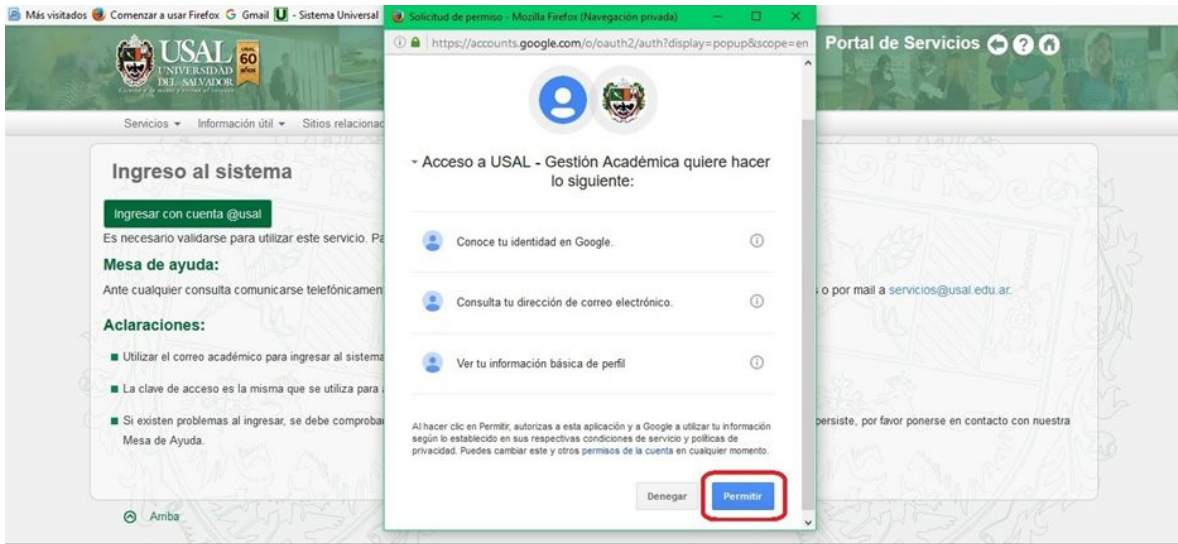 Más visitados Comenzar a usar Firefox Gmail - Sistema Universal
Solicitud de permiso - Mozilla Firefox (Navegación privada)
https://accounts.google.com/o/oauth2/auth?display=popup&scope=en
USAL
UNIVERSIDAD
DEL SALVADOR
USAL
60
años
Portal de Servicios
Servicios Información útil Sitios relacionac
Acceso a USAL - Gestión Académica quiere hacer
lo siguiente:
Conoce tu identidad en Google.
Consulta tu dirección de correo electrónico.
Ver tu información básica de perfil
Al hacer clic en Permitir, autorizas a esta aplicación y a Google a utilizar tu información
según lo establecido en sus respectivas condiciones de servicio y políticas de
privacidad. Puedes cambiar este y otros permisos de la cuenta en cualquier momento.
Denegar Permitir
Ingreso al sistema
Ingresar con cuenta @usal
Es necesario validarse para utilizar este servicio. Pa
Mesa de ayuda:
Ante cualquier consulta comunicarse telefónicamen
o por mail a servicios@usal.edu.ar.
Aclaraciones:
Utilizar el correo académico para ingresar al sistema
La clave de acceso es la misma que se utiliza para
Si existen problemas al ingresar, se debe comproba
persiste, por favor ponerse en contacto con nuestra
Mesa de Ayuda.
Arriba